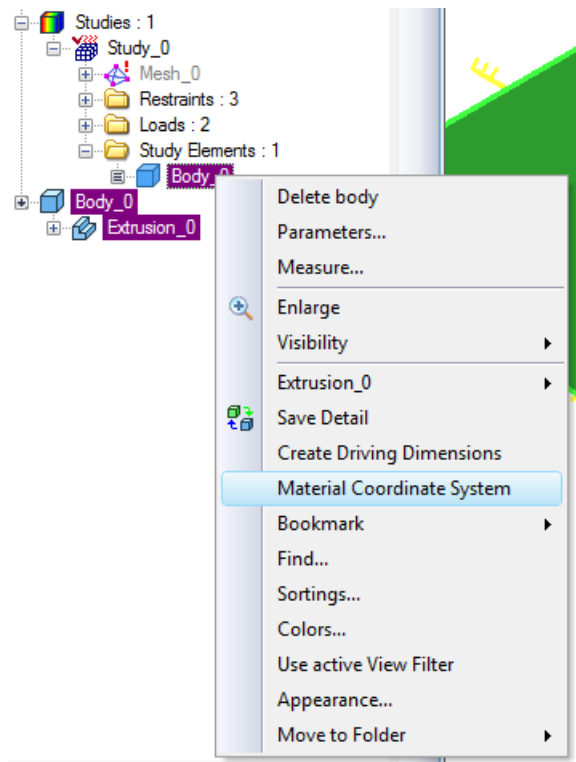 Studies : 1
Study_0
Mesh_0
Restraints : 3
Loads : 2
Study Elements : 1
Body_0
Body_0
Extrusion_0
Delete body
Parameters...
Measure...
Enlarge
Visibility
Extrusion_0
Save Detail
Create Driving Dimensions
Material Coordinate System
Bookmark
Find...
Sortings...
Colors...
Use active View Filter
Appearance...
Move to Folder